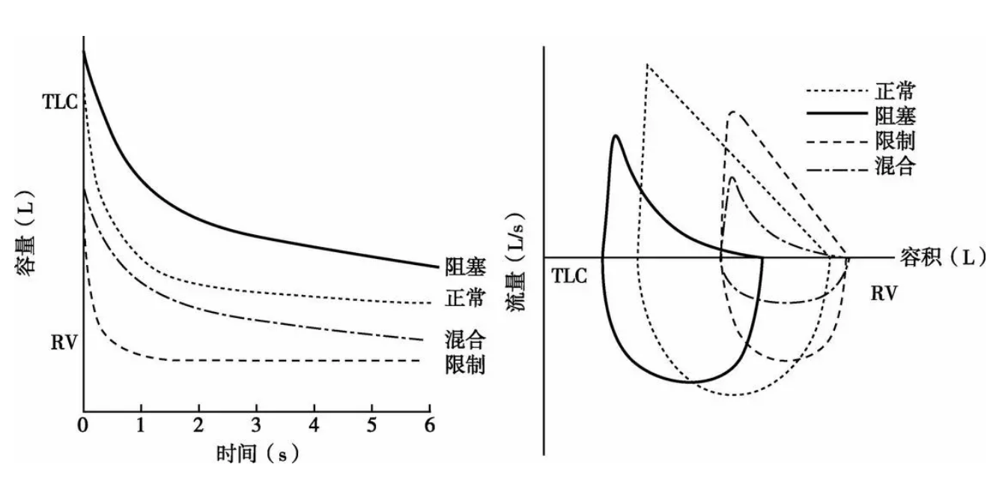 TLC
容量（L）
RV
阻塞
正常
混合
限制
0 1 2 3 4 5 6
时间（s）
正常
阻塞
限制
混合
流量（L/s）
TLC
容积（L）
RV